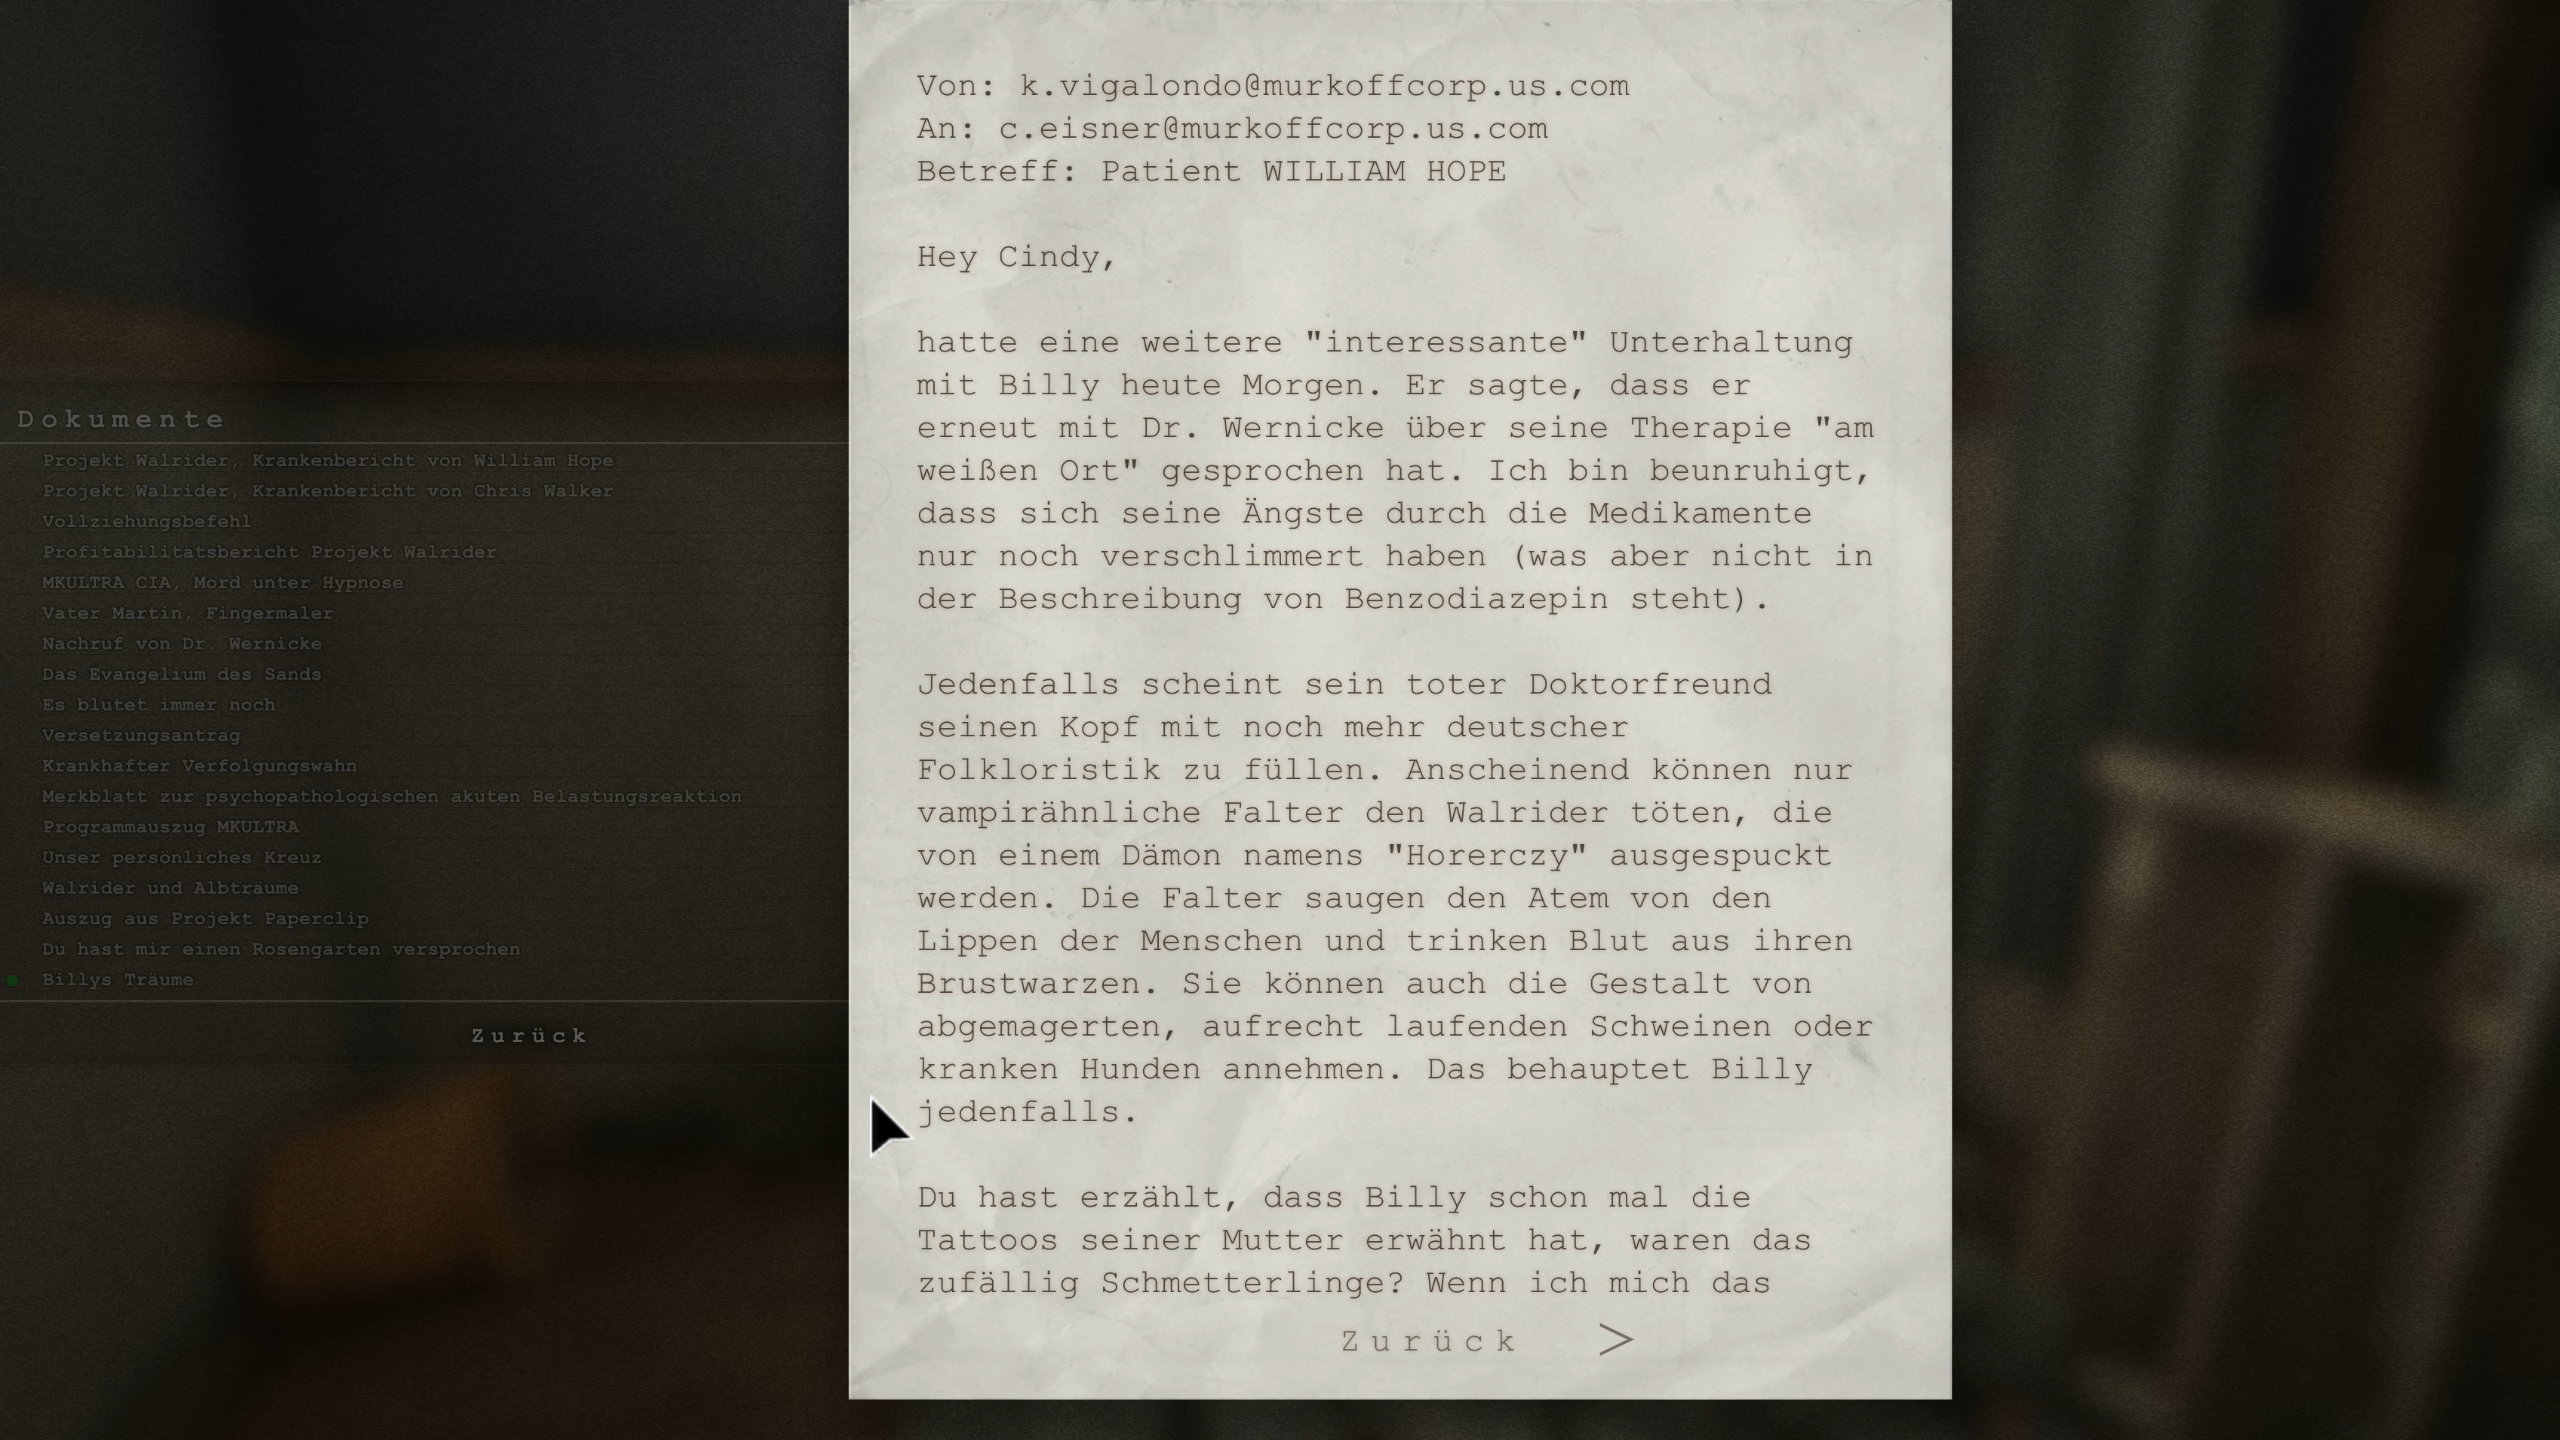 Dokumente
Projekt Walrider, Krankenbericht von William Hope
Projekt Walrider, Krankenbericht von Chris Walker
Vollziehungsbefehl
Profitabilitätsbericht Projekt Walrider
MKULTRA CIA, Mord unter Hypnose
Vater Martin, Fingermaler
Nachruf von Dr. Wernicke
Das Evangelium des Sands
Es blutet immer noch
Versetzungsantrag
Krankhafter Verfolgungswahn
Merkblatt zur psychopathologischen akuten Belastungsreaktion
Programmauszug MKULTRA
Unser persönliches Kreuz
Walrider und Albträume
Auszug aus Projekt Paperclip
Du hast mir einen Rosengarten versprochen
Billys Träume
Zurück
Von: k.vigalondo@murkoffcorp.us.com
An: c.eisner@murkoffcorp.us.com
Betreff: Patient WILLIAM HOPE
Hey Cindy,
hatte eine weitere "interessante" Unterhaltung
mit Billy heute Morgen. Er sagte, dass er
erneut mit Dr. Wernicke über seine Therapie "am
weißen Ort" gesprochen hat. Ich bin beunruhigt,
dass sich seine Ängste durch die Medikamente
nur noch verschlimmert haben (was aber nicht in
der Beschreibung von Benzodiazepin steht).
Jedenfalls scheint sein toter Doktorfreund
seinen Kopf mit noch mehr deutscher
Folkloristik zu füllen. Anscheinend können nur
vampirähnliche Falter den Walrider töten, die
von einem Dämon namens "Horerczy" ausgespuckt
werden. Die Falter saugen den Atem von den
Lippen der Menschen und trinken Blut aus ihren
Brustwarzen. Sie können auch die Gestalt von
abgemagerten, aufrecht laufenden Schweinen oder
kranken Hunden annehmen. Das behauptet Billy
jedenfalls.
Du hast erzählt, dass Billy schon mal die
Tattoos seiner Mutter erwähnt hat, waren das
zufällig Schmetterlinge? Wenn ich mich das
Zurück >